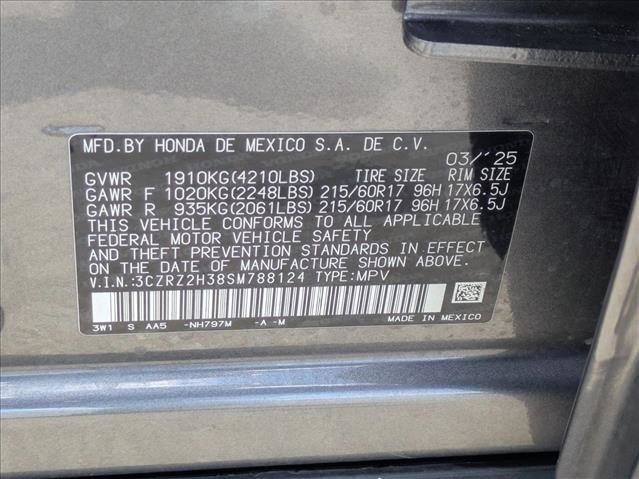 MFD.BY HONDA DE MEXICO S.A. DE C.V.
03/'25
GVWR 1910KG(4210LBS) TIRE SIZE RIM SIZE
GAWR F 1020KG(2248LBS) 215/60R17 96H 17X6.5J
GAWR R 935KG(2061LBS) 215/60R17 96H 17X6.5J
THIS VEHICLE CONFORMS TO ALL APPLICABLE
FEDERAL MOTOR VEHICLE SAFETY
AND THEFT PREVENTION STANDARDS IN EFFECT
ON THE DATE OF MANUFACTURE SHOWN ABOVE.
V.I.N.:3CZRZ2H38SM788124 TYPE:MPV
3W1 S AA5 -NH797M -A -M MADE IN MEXICO